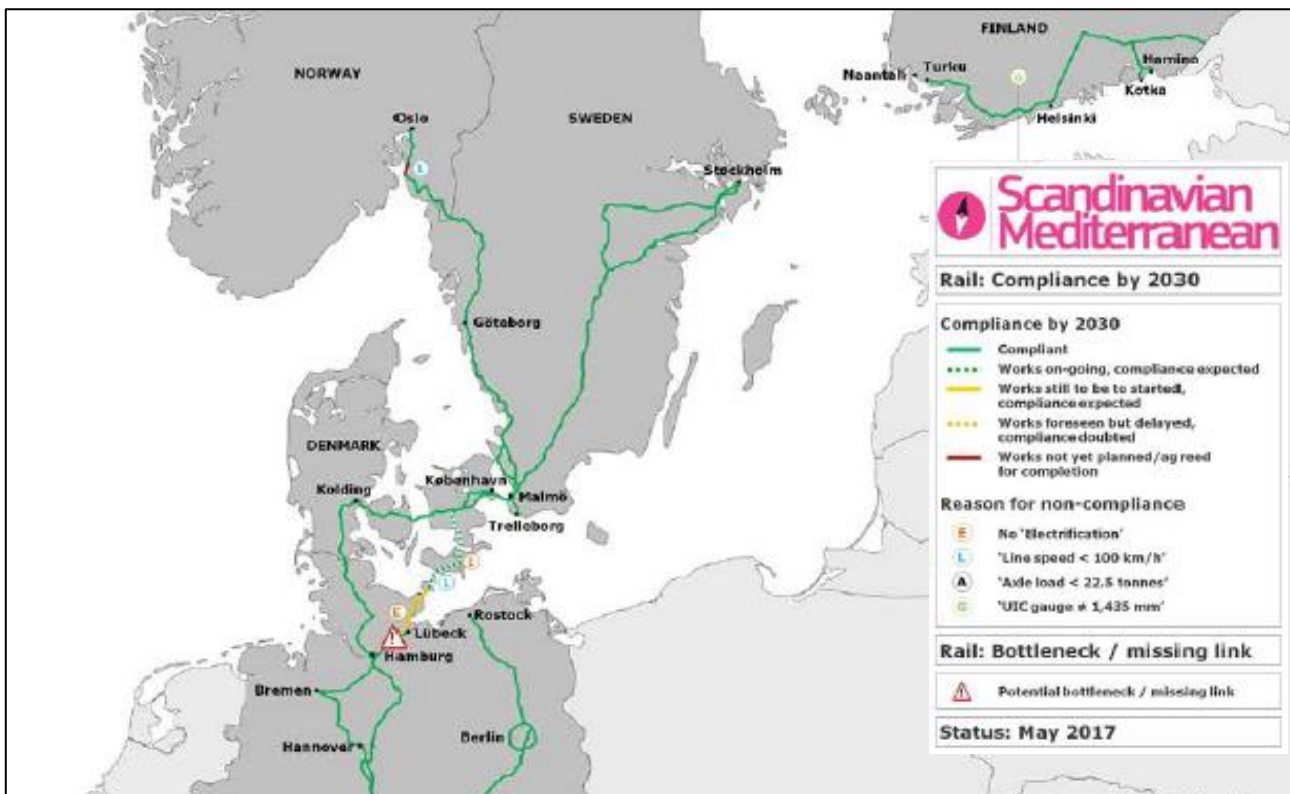 FINLAND
Hamina
Naantali
Turku
G
Kotka
Helsinki
NORWAY
Oslo
SWEDEN
L
Stockholm
Göteborg
DENMARK
København
Kolding
Malmö
Trelleborg
L
L
E
Rostock
Lübeck
Hamburg
Bremen
Hannover
Berlin
Scandinavian
Mediterranean
Rail: Compliance by 2030
Compliance by 2030
Compliant
Works on-going, compliance expected
Works still to be to started,
compliance expected
Works foreseen but delayed,
compliance doubted
Works not yet planned/agreed
for completion
Reason for non-compliance
E No 'Electrification'
L 'Line speed < 100 km/h'
A 'Axle load < 22.5 tonnes'
G 'UIC gauge ≠ 1,435 mm'
Rail: Bottleneck / missing link
Potential bottleneck / missing link
Status: May 2017